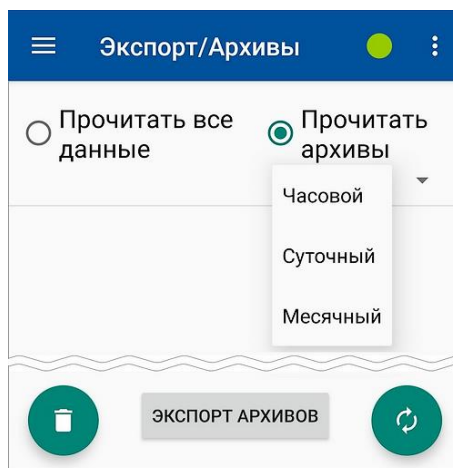 Экспорт/Архивы
Прочитать все
данные
Прочитать
архивы
Часовой
Суточный
Месячный
ЭКСПОРТ АРХИВОВ